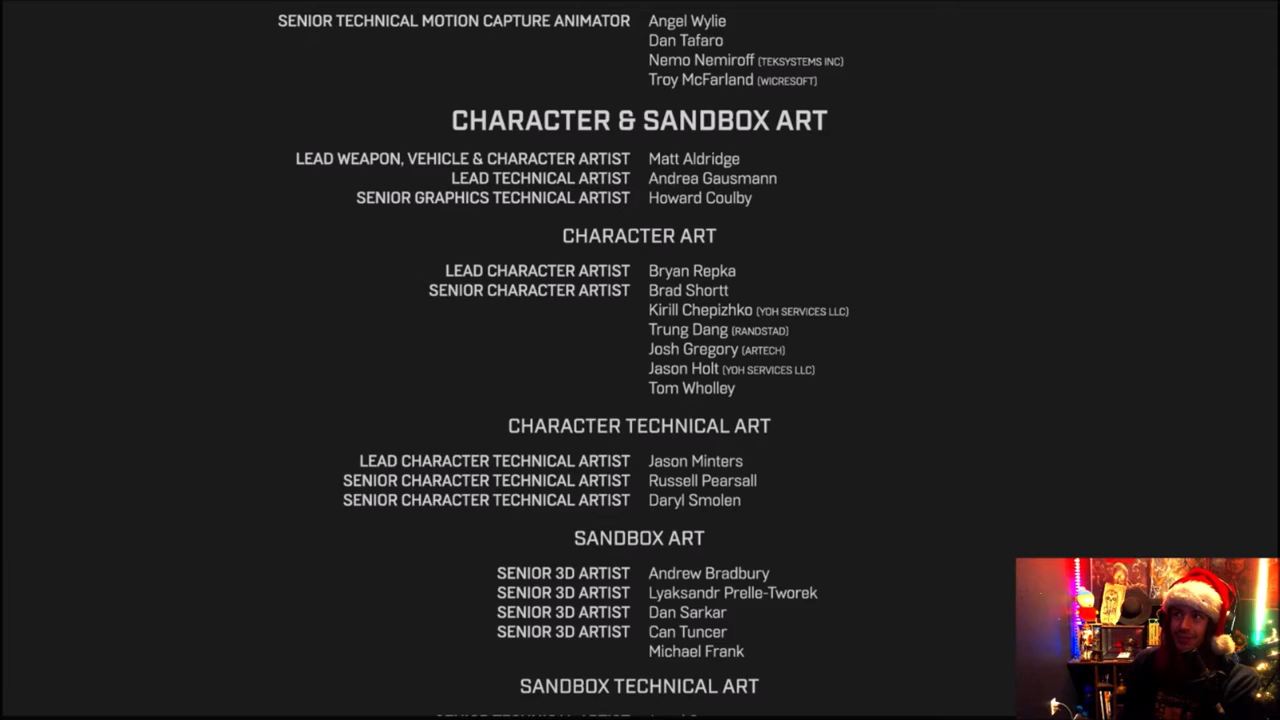 SENIOR TECHNICAL MOTION CAPTURE ANIMATOR Angel Wylie
Dan Tafaro
Nemo Nemiroff (TEKSYSTEMS INC)
Troy McFarland (WICRESOFT)
CHARACTER & SANDBOX ART
LEAD WEAPON, VEHICLE & CHARACTER ARTIST Matt Aldridge
LEAD TECHNICAL ARTIST Andrea Gausmann
SENIOR GRAPHICS TECHNICAL ARTIST Howard Coulby
CHARACTER ART
LEAD CHARACTER ARTIST Bryan Repka
SENIOR CHARACTER ARTIST Brad Shortt
Kirill Chepizhko (YOH SERVICES LLC)
Trung Dang (RANDSTAD)
Josh Gregory (ARTECH)
Jason Holt (YOH SERVICES LLC)
Tom Wholley
CHARACTER TECHNICAL ART
LEAD CHARACTER TECHNICAL ARTIST Jason Minters
SENIOR CHARACTER TECHNICAL ARTIST Russell Pearsall
SENIOR CHARACTER TECHNICAL ARTIST Daryl Smolen
SANDBOX ART
SENIOR 3D ARTIST Andrew Bradbury
SENIOR 3D ARTIST Lyaksandr Prelle-Tworek
SENIOR 3D ARTIST Dan Sarkar
SENIOR 3D ARTIST Can Tuncer
Michael Frank
SANDBOX TECHNICAL ART